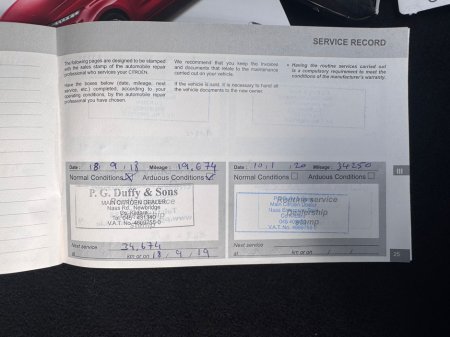 SERVICE RECORD
The following pages are designed to be stamped
with the sales stamp of the automobile repair
professional who services your CITROËN.
Have the boxes below (date, mileage, next
service, etc.) completed, according to your
operating conditions, by the automobile repair
professional you have chosen.
We recommend that you keep the invoices
and documents that relate to the maintenance
carried out on your vehicle.
If the vehicle is sold, it is necessary to hand all
the vehicle documents to the new owner.
• Having the routine services carried out
is a compulsory requirement to meet the
conditions of the manufacturer's warranty.
Date: 18.9.18 Mileage: 19,674
Normal Conditions Arduous Conditions
P. G. Duffy & Sons
MAIN CITROEN DEALER
Naas Rd., Newbridge
Co. Kildare
V.A.T. No.
Next service
at 34,674 km or on 18/9/19
Date: 10/1/20 Mileage: 34250
Normal Conditions Arduous Conditions
Routine service
Dealership
stamp
Next service
at km or on
III
25